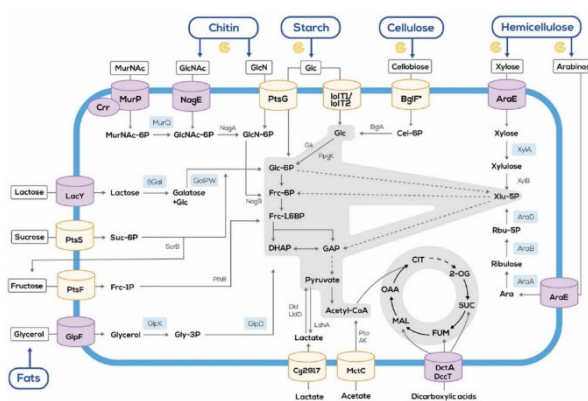 Chitin
Starch
Cellulose
Hemicellulose
MurNAc
GlcNAc
GlcN
Glc
Cellobiose
Xylose
Arabinos
Crr
MurP
NagE
PtsG
IolT1/
IolT2
BglF*
AraE
MurNAc-6P
MurQ
GlcNAc-6P
NagA
GlcN-6P
Glc
BglA
Cel-6P
Xylose
Glk
PpgK
XylA
Xylulose
Lactose
LacY
Lactose
βGal
Galatose
+Glc
GalPW
Glc-6P
XylB
NagB
Frc-6P
Xlu-5P
Sucrose
PtsS
Suc-6P
Frc-1,6BP
AraD
Rbu-5P
ScrB
DHAP
GAP
AraB
Fructose
PtsF
Frc-1P
PfkB
CIT
2-OG
Ribulose
Pyruvate
OAA
SUC
AraA
Glycerol
GlpF
Glycerol
GlpK
Gly-3P
GlpD
Dld
LldD
LdhA
Acetyl-CoA
MAL
FUM
Ara
AraE
Lactate
Pta
AK
Fats
Cg2917
MctC
DctA
DccT
Lactate
Acetate
Dicarboxylic acids